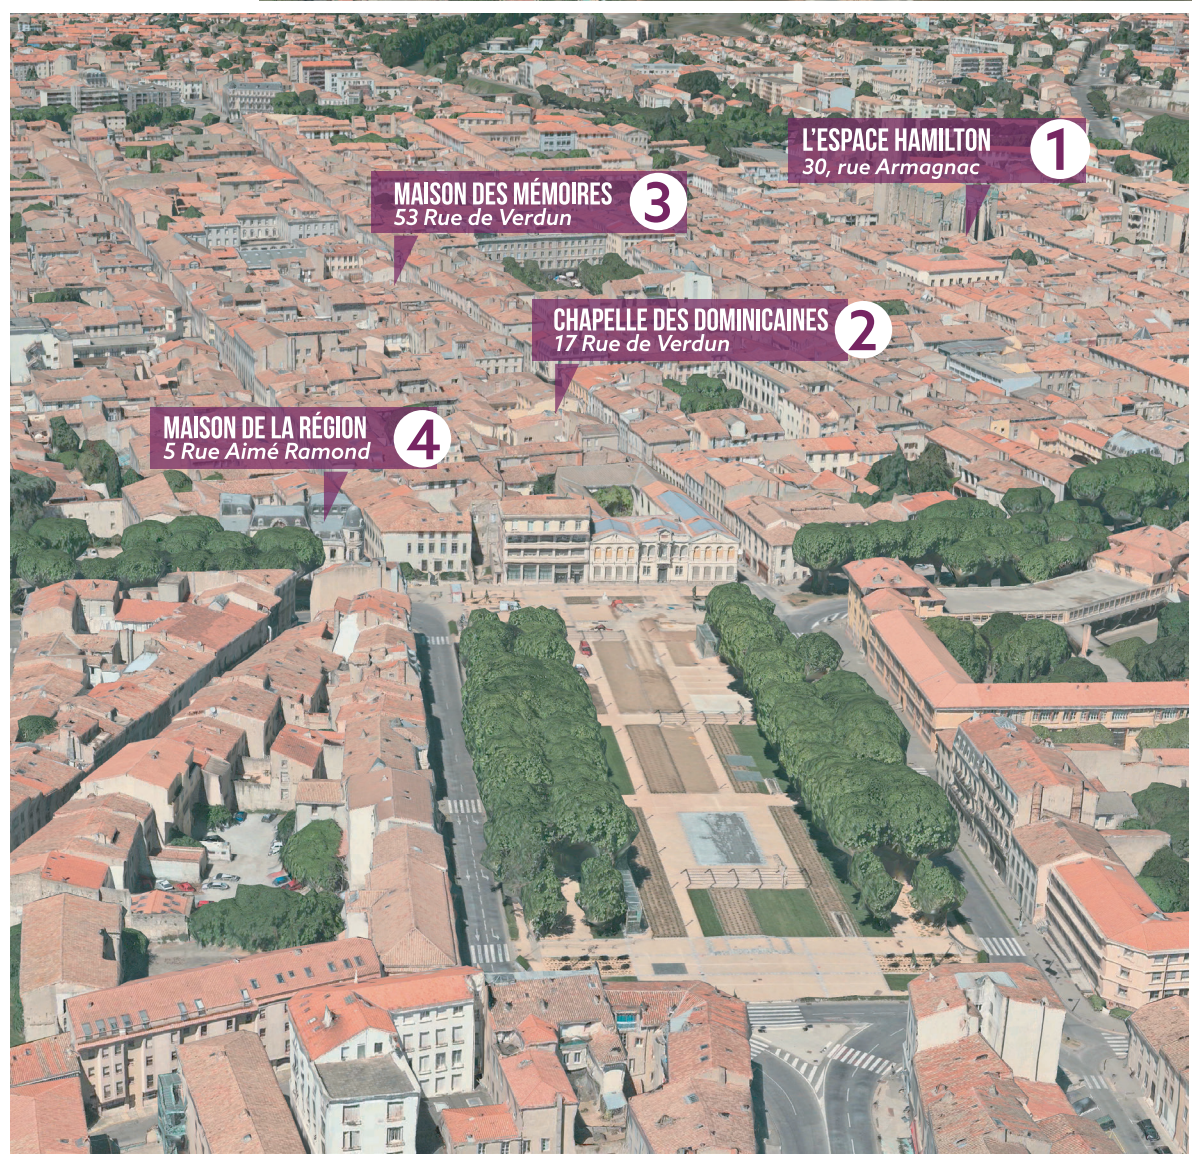 L'ESPACE HAMILTON
30, rue Armagnac
1
MAISON DES MÉMOIRES
53 Rue de Verdun
3
CHAPELLE DES DOMINICAINES
17 Rue de Verdun
2
MAISON DE LA RÉGION
5 Rue Aimé Ramond
4